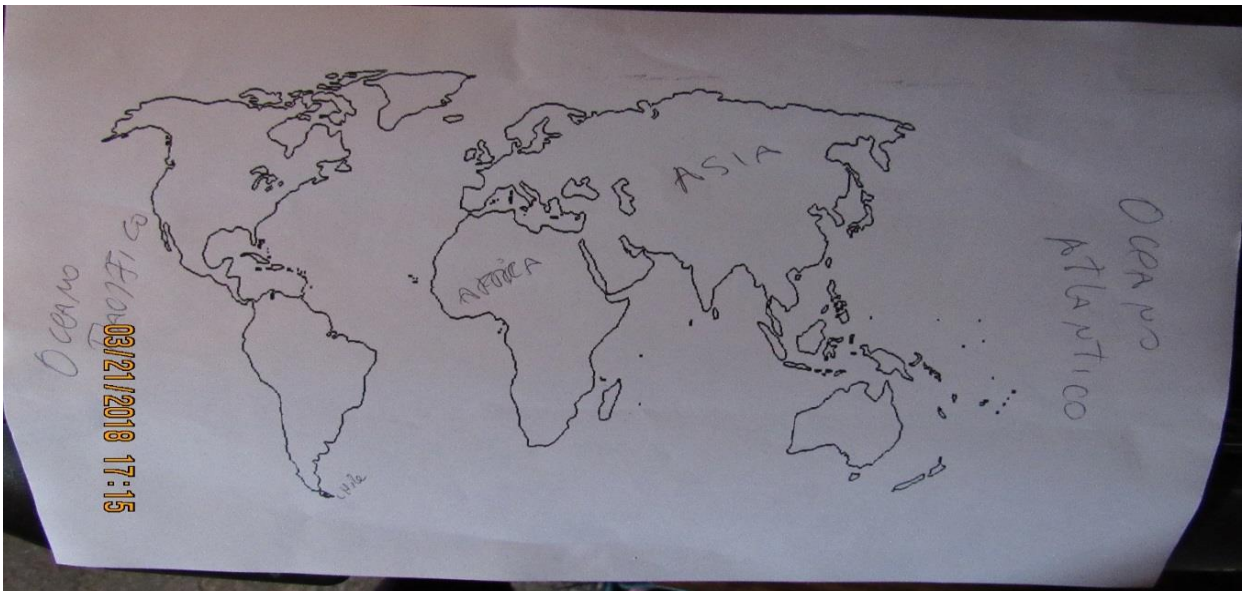 OCEANO
PACIFICO
03/21/2018 17:15
AFRICA
CHILE
ASIA
OCEANO
ATLANTICO